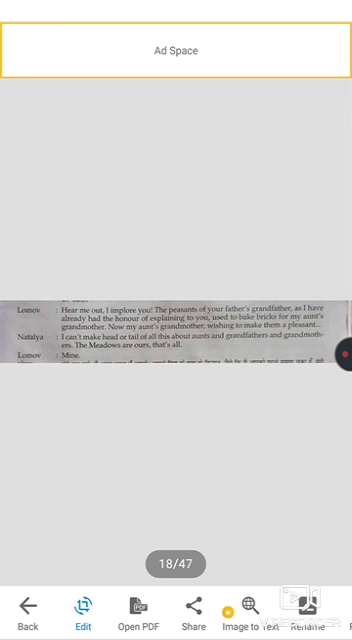 Ad Space
Lomov : Hear me out, I implore you! The peasants of your father's grandfather, as I have
already had the honour of explaining to you, used to bake bricks for my aunt's
grandmother. Now my aunt's grandmother, wishing to make them a pleasant...
Natalya : I can't make head or tail of all this about aunts and grandfathers and grandmoth-
ers. The Meadows are ours, that's all.
Lomov : Mine.
18/47
Back Edit Open PDF Share Image to Text Rename
PDF
V RECORDER